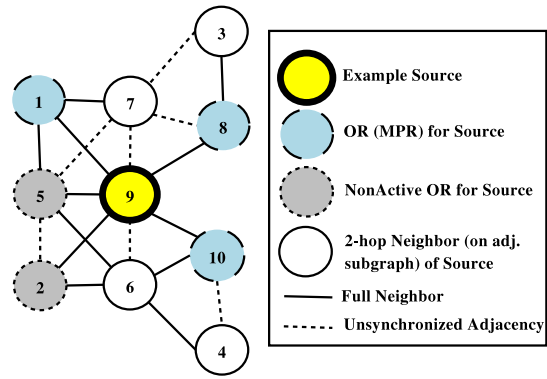 3
1
7
8
5
9
10
2
6
4
Example Source
OR (MPR) for Source
NonActive OR for Source
2-hop Neighbor (on adj.
subgraph) of Source
Full Neighbor
Unsynchronized Adjacency